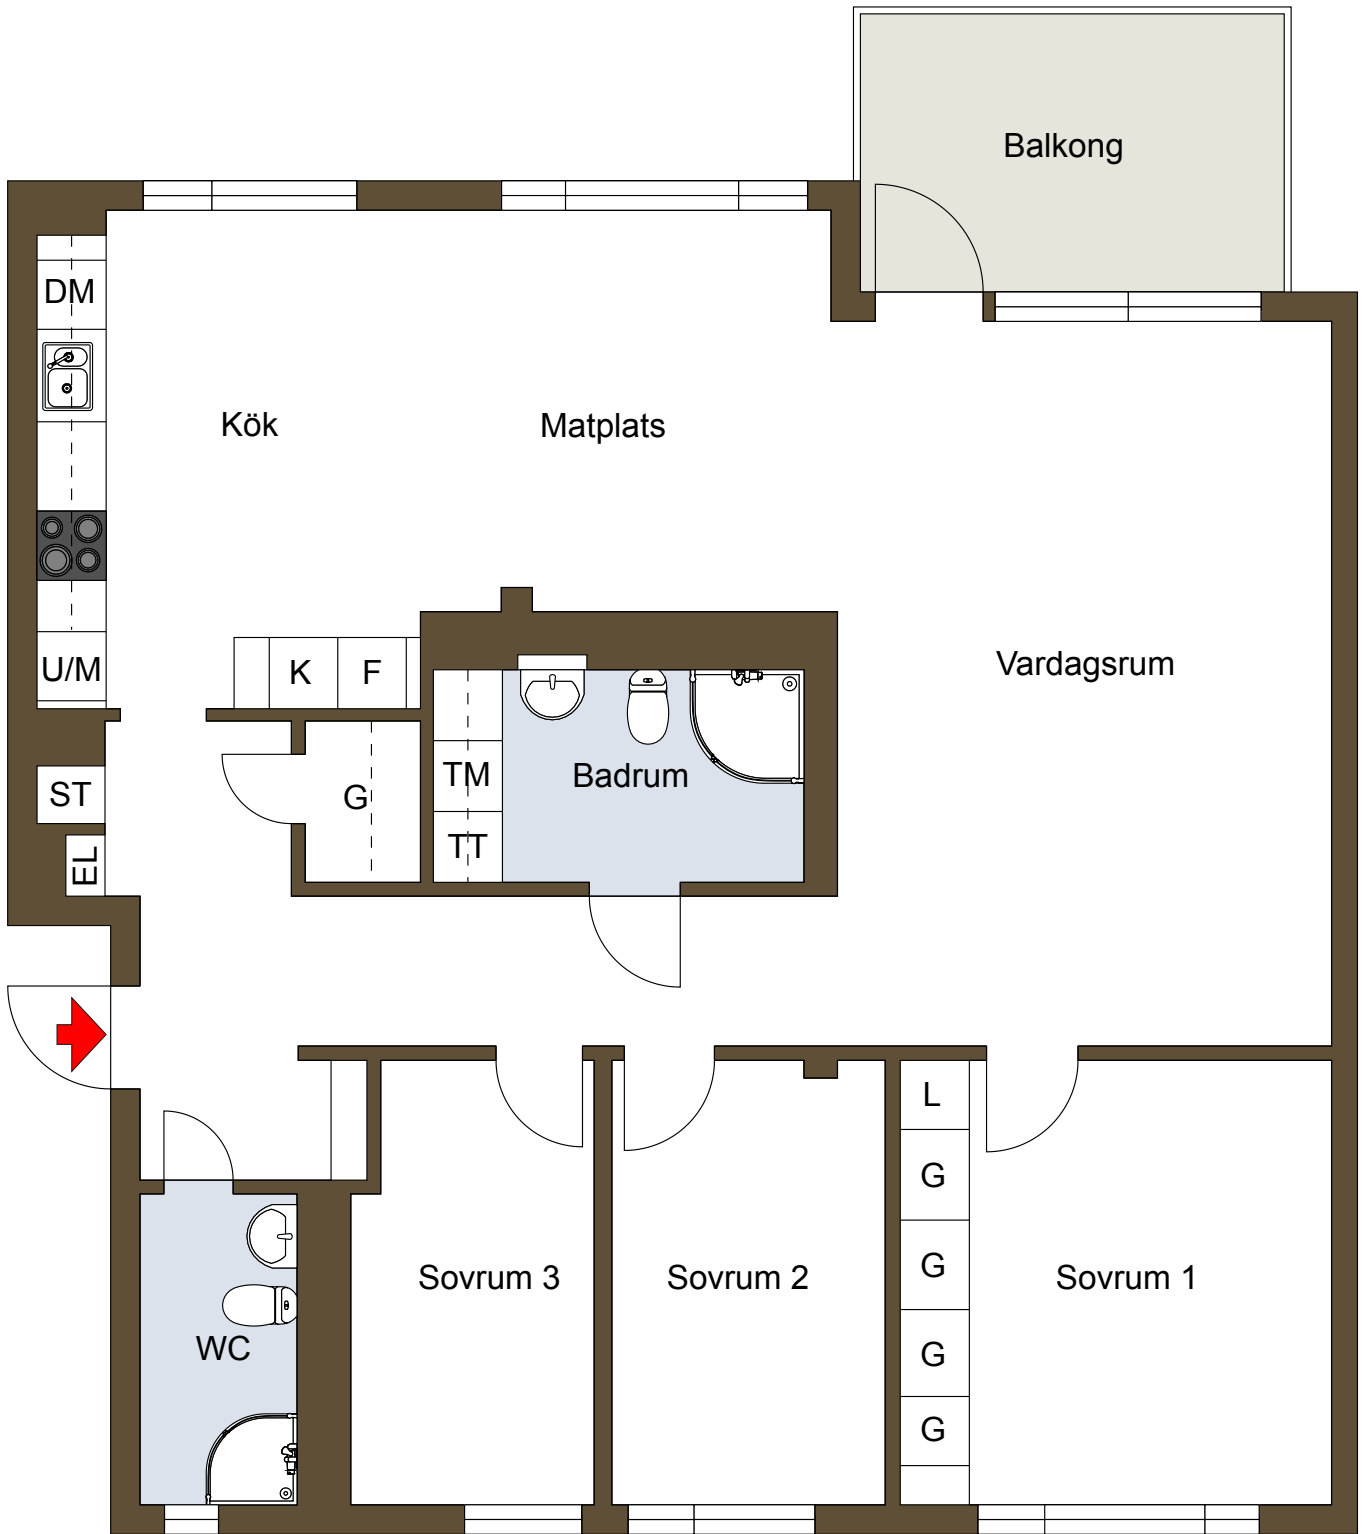 Balkong
DM
Kök
Matplats
U/M
K
F
Vardagsrum
ST
G
TM
Badrum
TT
EL
L
G
G
G
G
Sovrum 3
Sovrum 2
Sovrum 1
WC